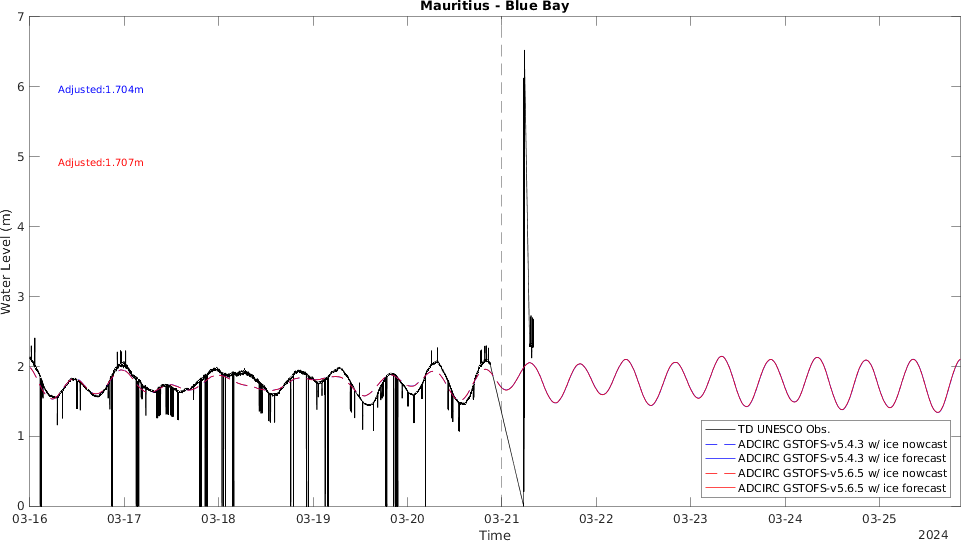 Mauritius - Blue Bay
7
6
5
4
3
2
1
0
Water Level (m)
Adjusted:1.704m
Adjusted:1.707m
TD UNESCO Obs.
ADCIRC GSTOFS-v5.4.3 w/ ice nowcast
ADCIRC GSTOFS-v5.4.3 w/ ice forecast
ADCIRC GSTOFS-v5.6.5 w/ ice nowcast
ADCIRC GSTOFS-v5.6.5 w/ ice forecast
03-16 03-17 03-18 03-19 03-20 03-21 03-22 03-23 03-24 03-25
Time
2024